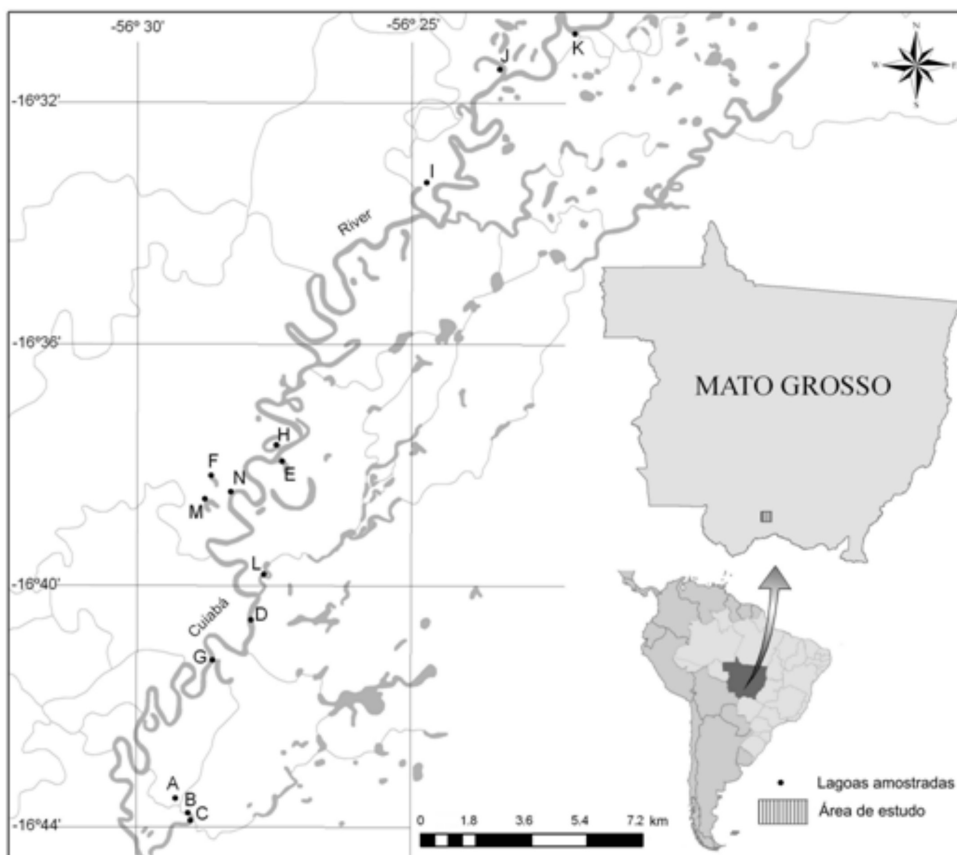 -56º 30'
-56º 25'
N
W
P
S
-16º32'
-16º36'
-16º40'
-16º44'
J
K
I
River
H
E
F
N
M
L
D
Cuiabá
G
A
B
C
MATO GROSSO
Lagoas amostradas
Área de estudo
0 1.8 3.6 5.4 7.2 km